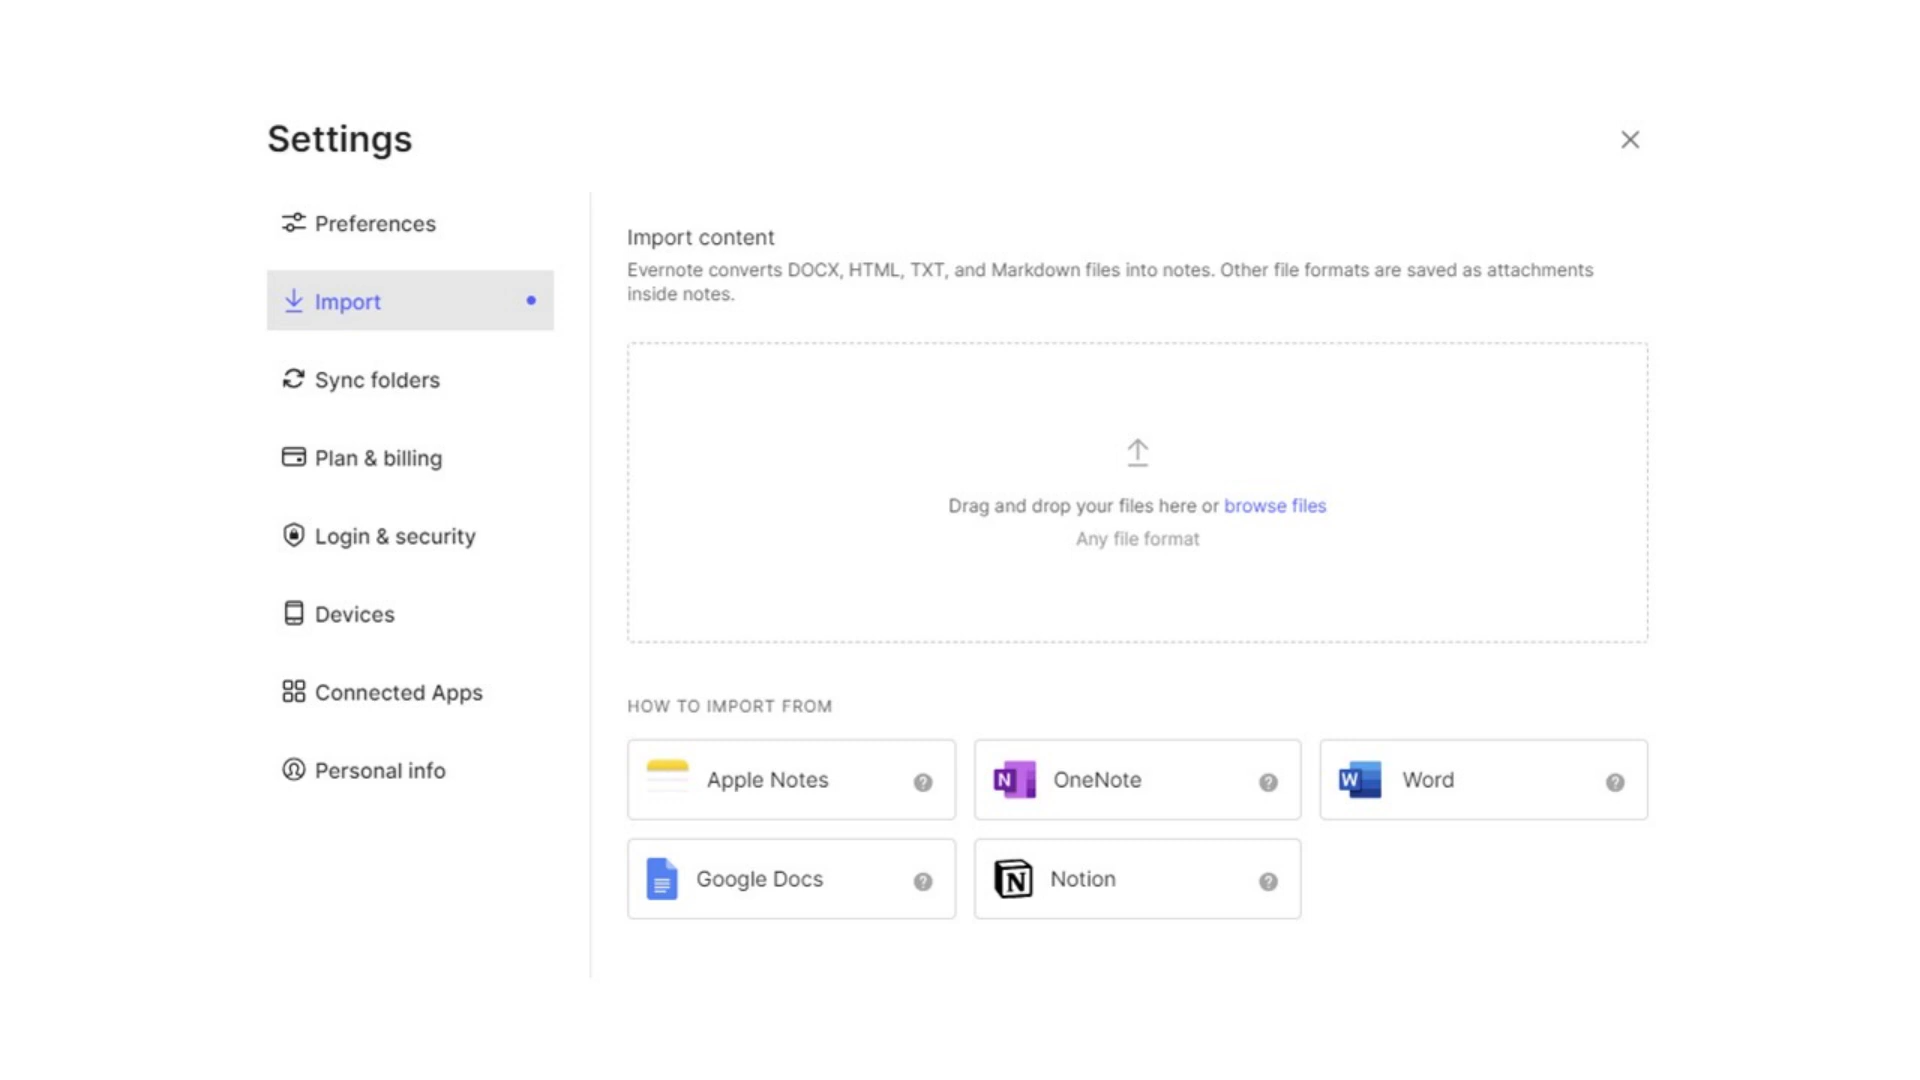 Settings
Preferences
Import
Sync folders
Plan & billing
Login & security
Devices
Connected Apps
Personal info
Import content
Evernote converts DOCX, HTML, TXT, and Markdown files into notes. Other file formats are saved as attachments
inside notes.
Drag and drop your files here or browse files
Any file format
HOW TO IMPORT FROM
Apple Notes
OneNote
Word
Google Docs
Notion